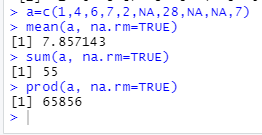 > a=c(1,4,6,7,2,NA,28,NA,NA,7)
> mean(a, na.rm=TRUE)
[1] 7.857143
> sum(a, na.rm=TRUE)
[1] 55
> prod(a, na.rm=TRUE)
[1] 65856
>